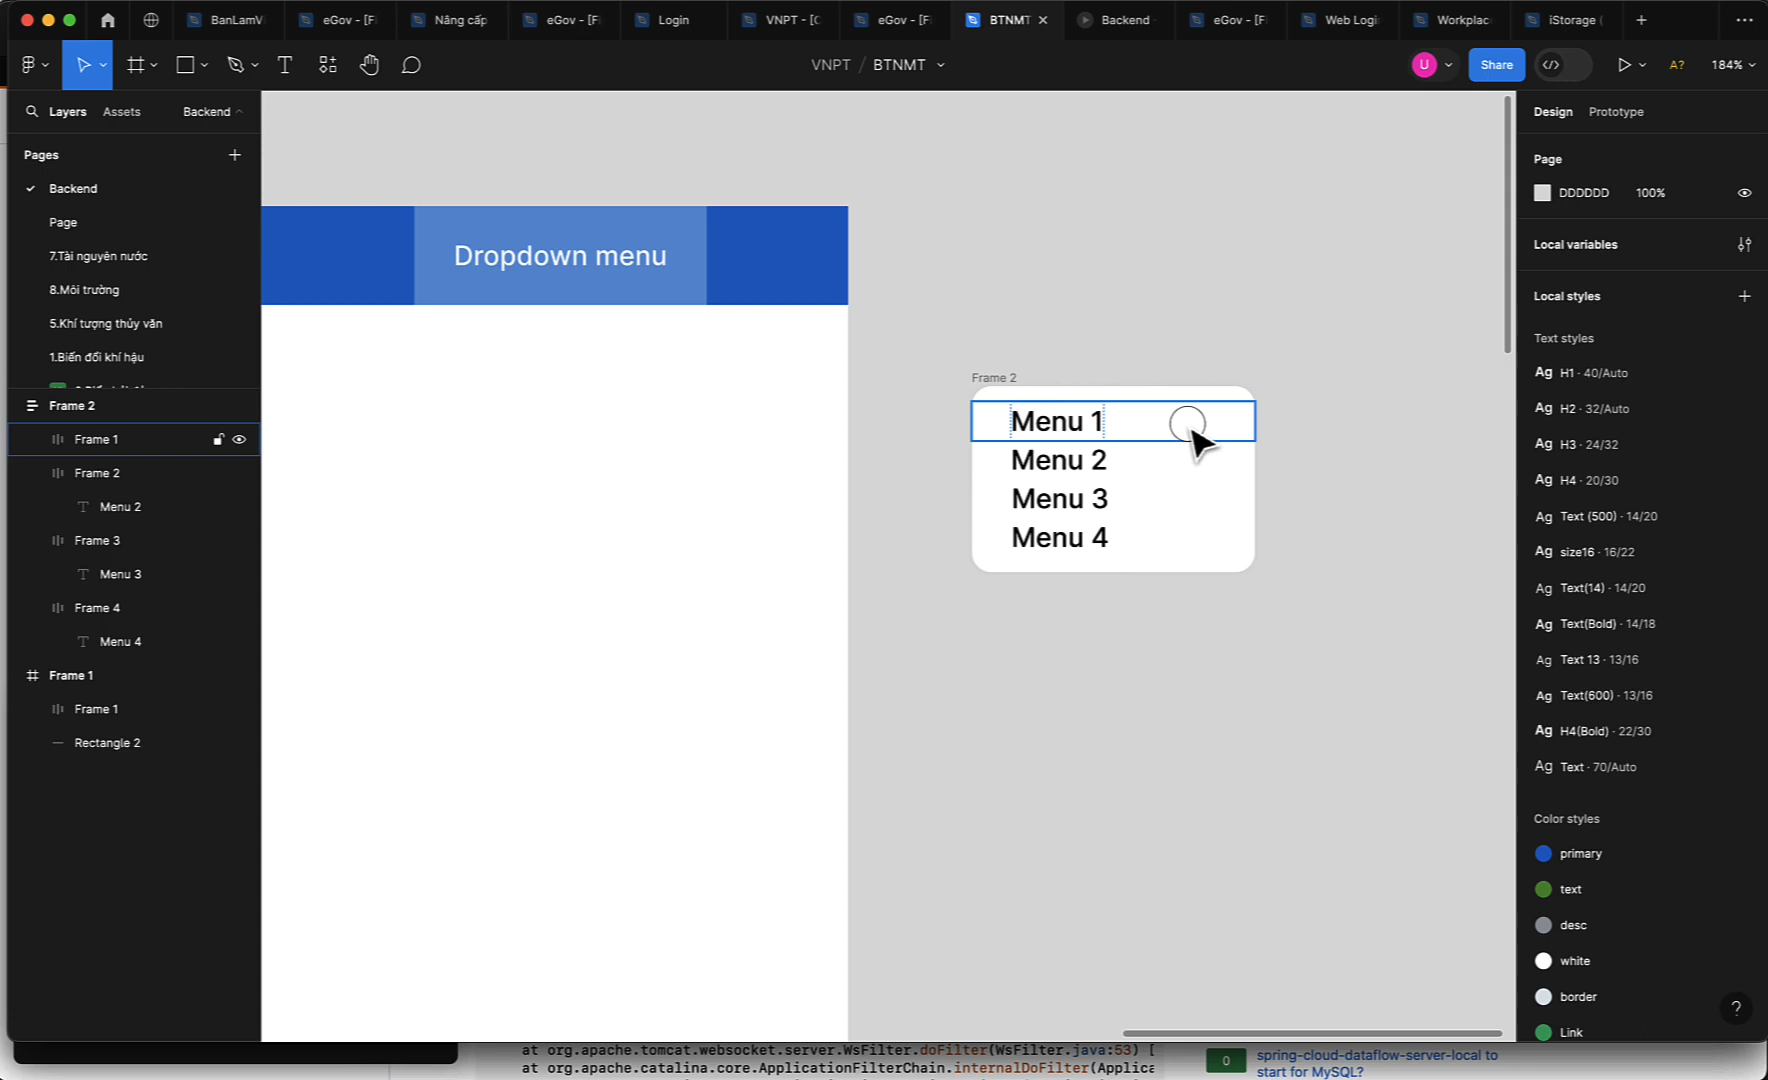 BanLamV
eGov - [F
Nâng cấp
eGov - [F
Login
VNPT - [C
eGov - [F
BTNMT
Backend
eGov - [F
Web Logi
Workplac
iStorage (
VNPT / BTNMT
U
Share
A?
184%
Layers
Assets
Backend
Design
Prototype
Pages
Backend
Page
7.Tài nguyên nước
8.Môi trường
5.Khí tượng thủy văn
1.Biến đổi khí hậu
Frame 2
Frame 1
Frame 2
Menu 2
Frame 3
Menu 3
Frame 4
Menu 4
Frame 1
Frame 1
Rectangle 2
Dropdown menu
Frame 2
Menu 1
Menu 2
Menu 3
Menu 4
Page
DDDDDD 100%
Local variables
Local styles
Text styles
Ag H1 · 40/Auto
Ag H2 · 32/Auto
Ag H3 · 24/32
Ag H4 · 20/30
Ag Text (500) · 14/20
Ag size16 · 16/22
Ag Text(14) · 14/20
Ag Text(Bold) · 14/18
Ag Text 13 · 13/16
Ag Text(600) · 13/16
Ag H4(Bold) · 22/30
Ag Text · 70/Auto
Color styles
primary
text
desc
white
border
Link
?
at org.apache.tomcat.websocket.server.WsFilter.doFilter(WsFilter.java:53) [
at org.apache.catalina.core.ApplicationFilterChain.internalDoFilter(Applica
0
spring-cloud-dataflow-server-local to
start for MySQL?